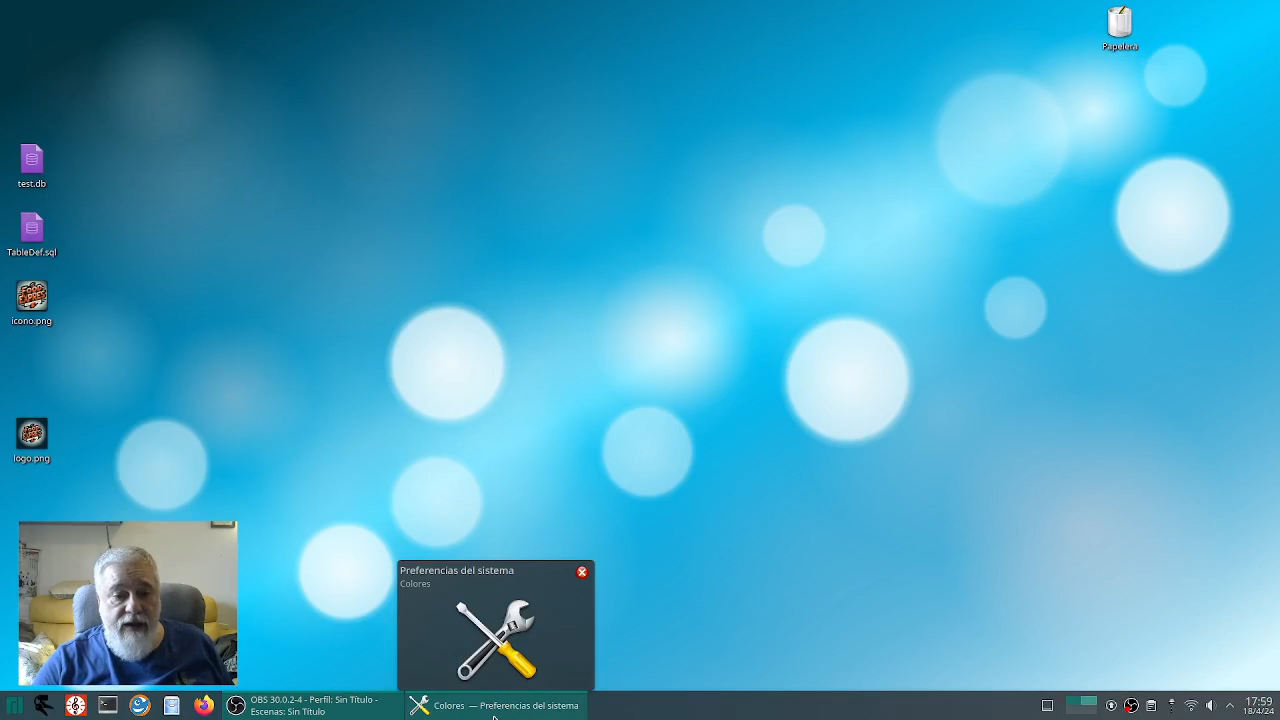 Papelera
test.db
TableDef.sql
icono.png
logo.png
Preferencias del sistema
Colores
OBS 30.0.2-4 - Perfil: Sin Título -
Escenas: Sin Título
Colores — Preferencias del sistema
17:59
18/4/24